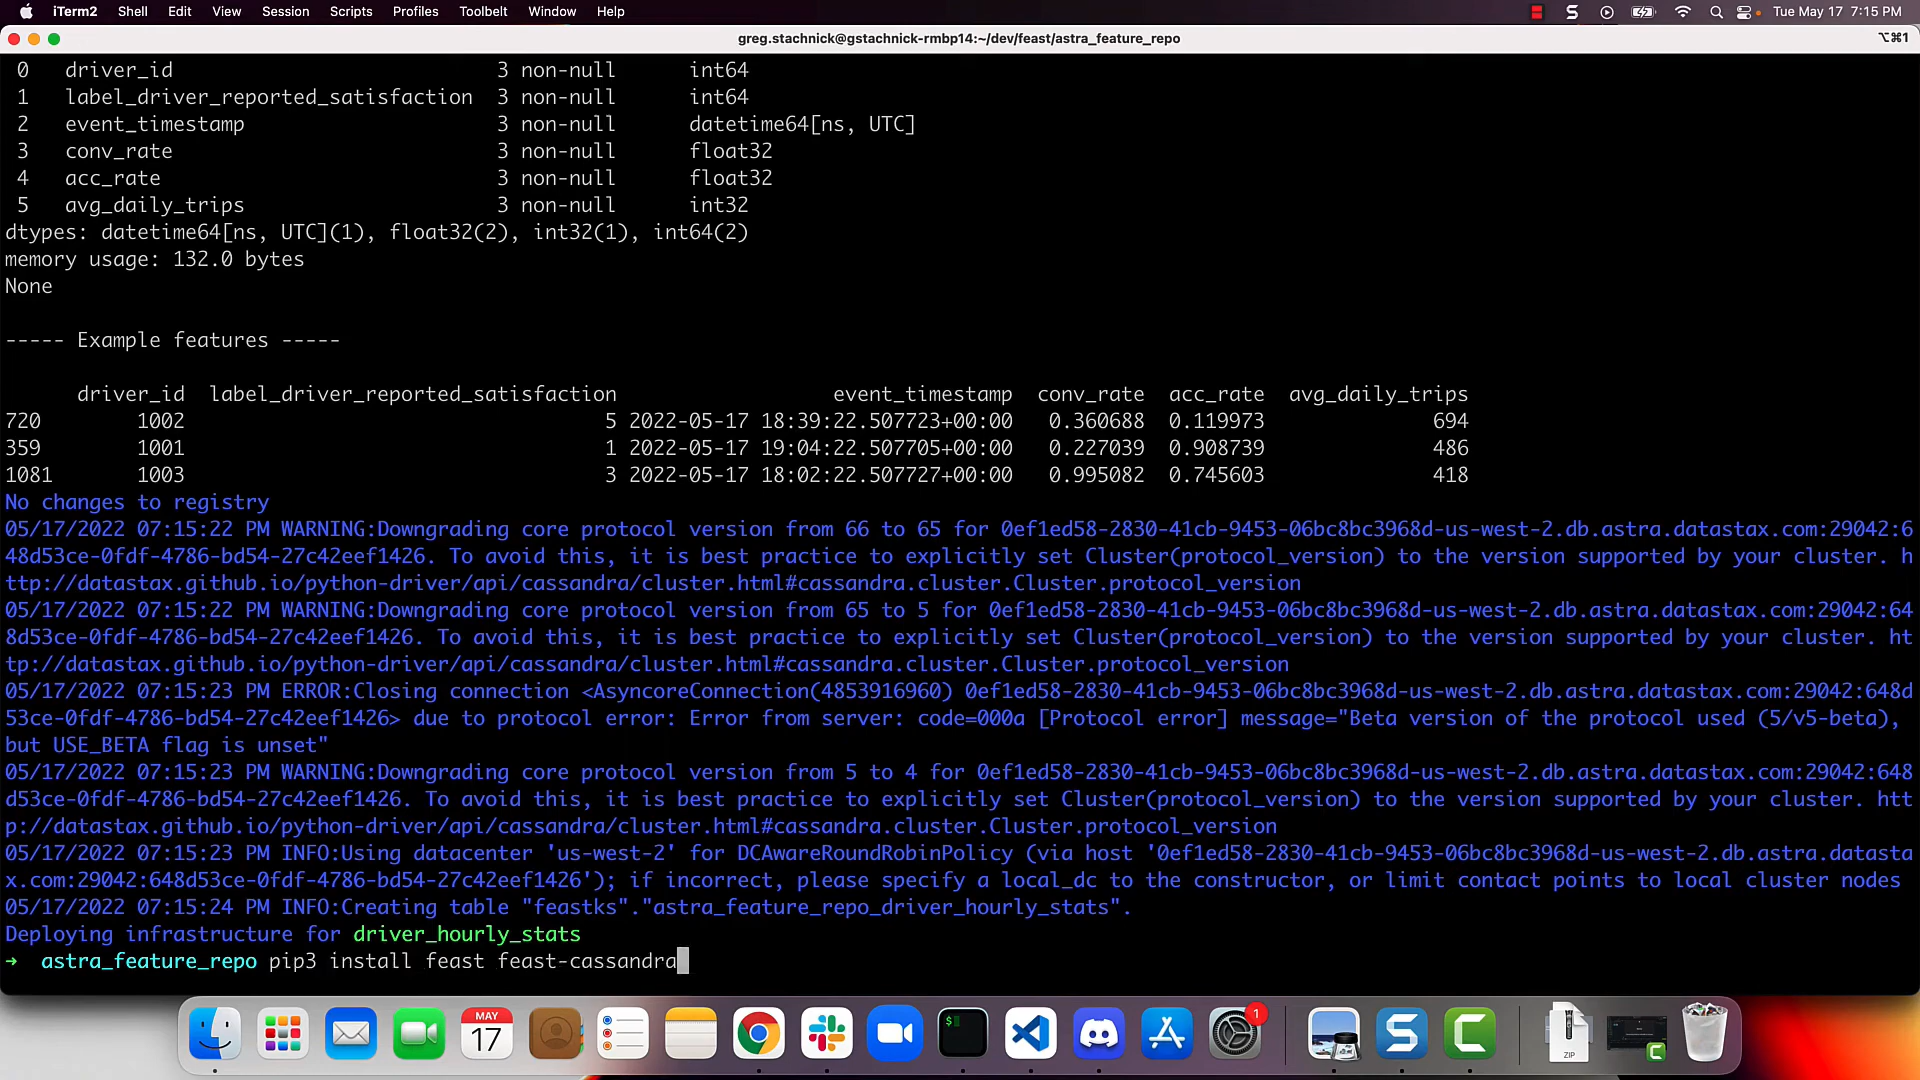 iTerm2 Shell Edit View Session Scripts Profiles Toolbelt Window Help Tue May 17 7:15 PM
greg.stachnick@gstachnick-rmbp14:~/dev/feast/astra_feature_repo ⌥⌘1
0 driver_id 3 non-null int64
1 label_driver_reported_satisfaction 3 non-null int64
2 event_timestamp 3 non-null datetime64[ns, UTC]
3 conv_rate 3 non-null float32
4 acc_rate 3 non-null float32
5 avg_daily_trips 3 non-null int32
dtypes: datetime64[ns, UTC](1), float32(2), int32(1), int64(2)
memory usage: 132.0 bytes
None
----- Example features -----
driver_id label_driver_reported_satisfaction event_timestamp conv_rate acc_rate avg_daily_trips
720 1002 5 2022-05-17 18:39:22.507723+00:00 0.360688 0.119973 694
359 1001 1 2022-05-17 19:04:22.507705+00:00 0.227039 0.908739 486
1081 1003 3 2022-05-17 18:02:22.507727+00:00 0.995082 0.745603 418
No changes to registry
05/17/2022 07:15:22 PM WARNING:Downgrading core protocol version from 66 to 65 for 0ef1ed58-2830-41cb-9453-06bc8bc3968d-us-west-2.db.astra.datastax.com:29042:6
48d53ce-0fdf-4786-bd54-27c42eef1426. To avoid this, it is best practice to explicitly set Cluster(protocol_version) to the version supported by your cluster. h
ttp://datastax.github.io/python-driver/api/cassandra/cluster.html#cassandra.cluster.Cluster.protocol_version
05/17/2022 07:15:22 PM WARNING:Downgrading core protocol version from 65 to 5 for 0ef1ed58-2830-41cb-9453-06bc8bc3968d-us-west-2.db.astra.datastax.com:29042:64
8d53ce-0fdf-4786-bd54-27c42eef1426. To avoid this, it is best practice to explicitly set Cluster(protocol_version) to the version supported by your cluster. htt
tp://datastax.github.io/python-driver/api/cassandra/cluster.html#cassandra.cluster.Cluster.protocol_version
05/17/2022 07:15:23 PM ERROR:Closing connection <AsyncoreConnection(4853916960) 0ef1ed58-2830-41cb-9453-06bc8bc3968d-us-west-2.db.astra.datastax.com:29042:648d
53ce-0fdf-4786-bd54-27c42eef1426> due to protocol error: Error from server: code=000a [Protocol error] message="Beta version of the protocol used (5/v5-beta),
but USE_BETA flag is unset"
05/17/2022 07:15:23 PM WARNING:Downgrading core protocol version from 5 to 4 for 0ef1ed58-2830-41cb-9453-06bc8bc3968d-us-west-2.db.astra.datastax.com:29042:648
d53ce-0fdf-4786-bd54-27c42eef1426. To avoid this, it is best practice to explicitly set Cluster(protocol_version) to the version supported by your cluster. htt
p://datastax.github.io/python-driver/api/cassandra/cluster.html#cassandra.cluster.Cluster.protocol_version
05/17/2022 07:15:23 PM INFO:Using datacenter 'us-west-2' for DCAwareRoundRobinPolicy (via host '0ef1ed58-2830-41cb-9453-06bc8bc3968d-us-west-2.db.astra.datasta
x.com:29042:648d53ce-0fdf-4786-bd54-27c42eef1426'); if incorrect, please specify a local_dc to the constructor, or limit contact points to local cluster nodes
05/17/2022 07:15:24 PM INFO:Creating table "feastks"."astra_feature_repo_driver_hourly_stats".
Deploying infrastructure for driver_hourly_stats
→ astra_feature_repo pip3 install feast feast-cassandra
MAY
17
$
1
ZIP